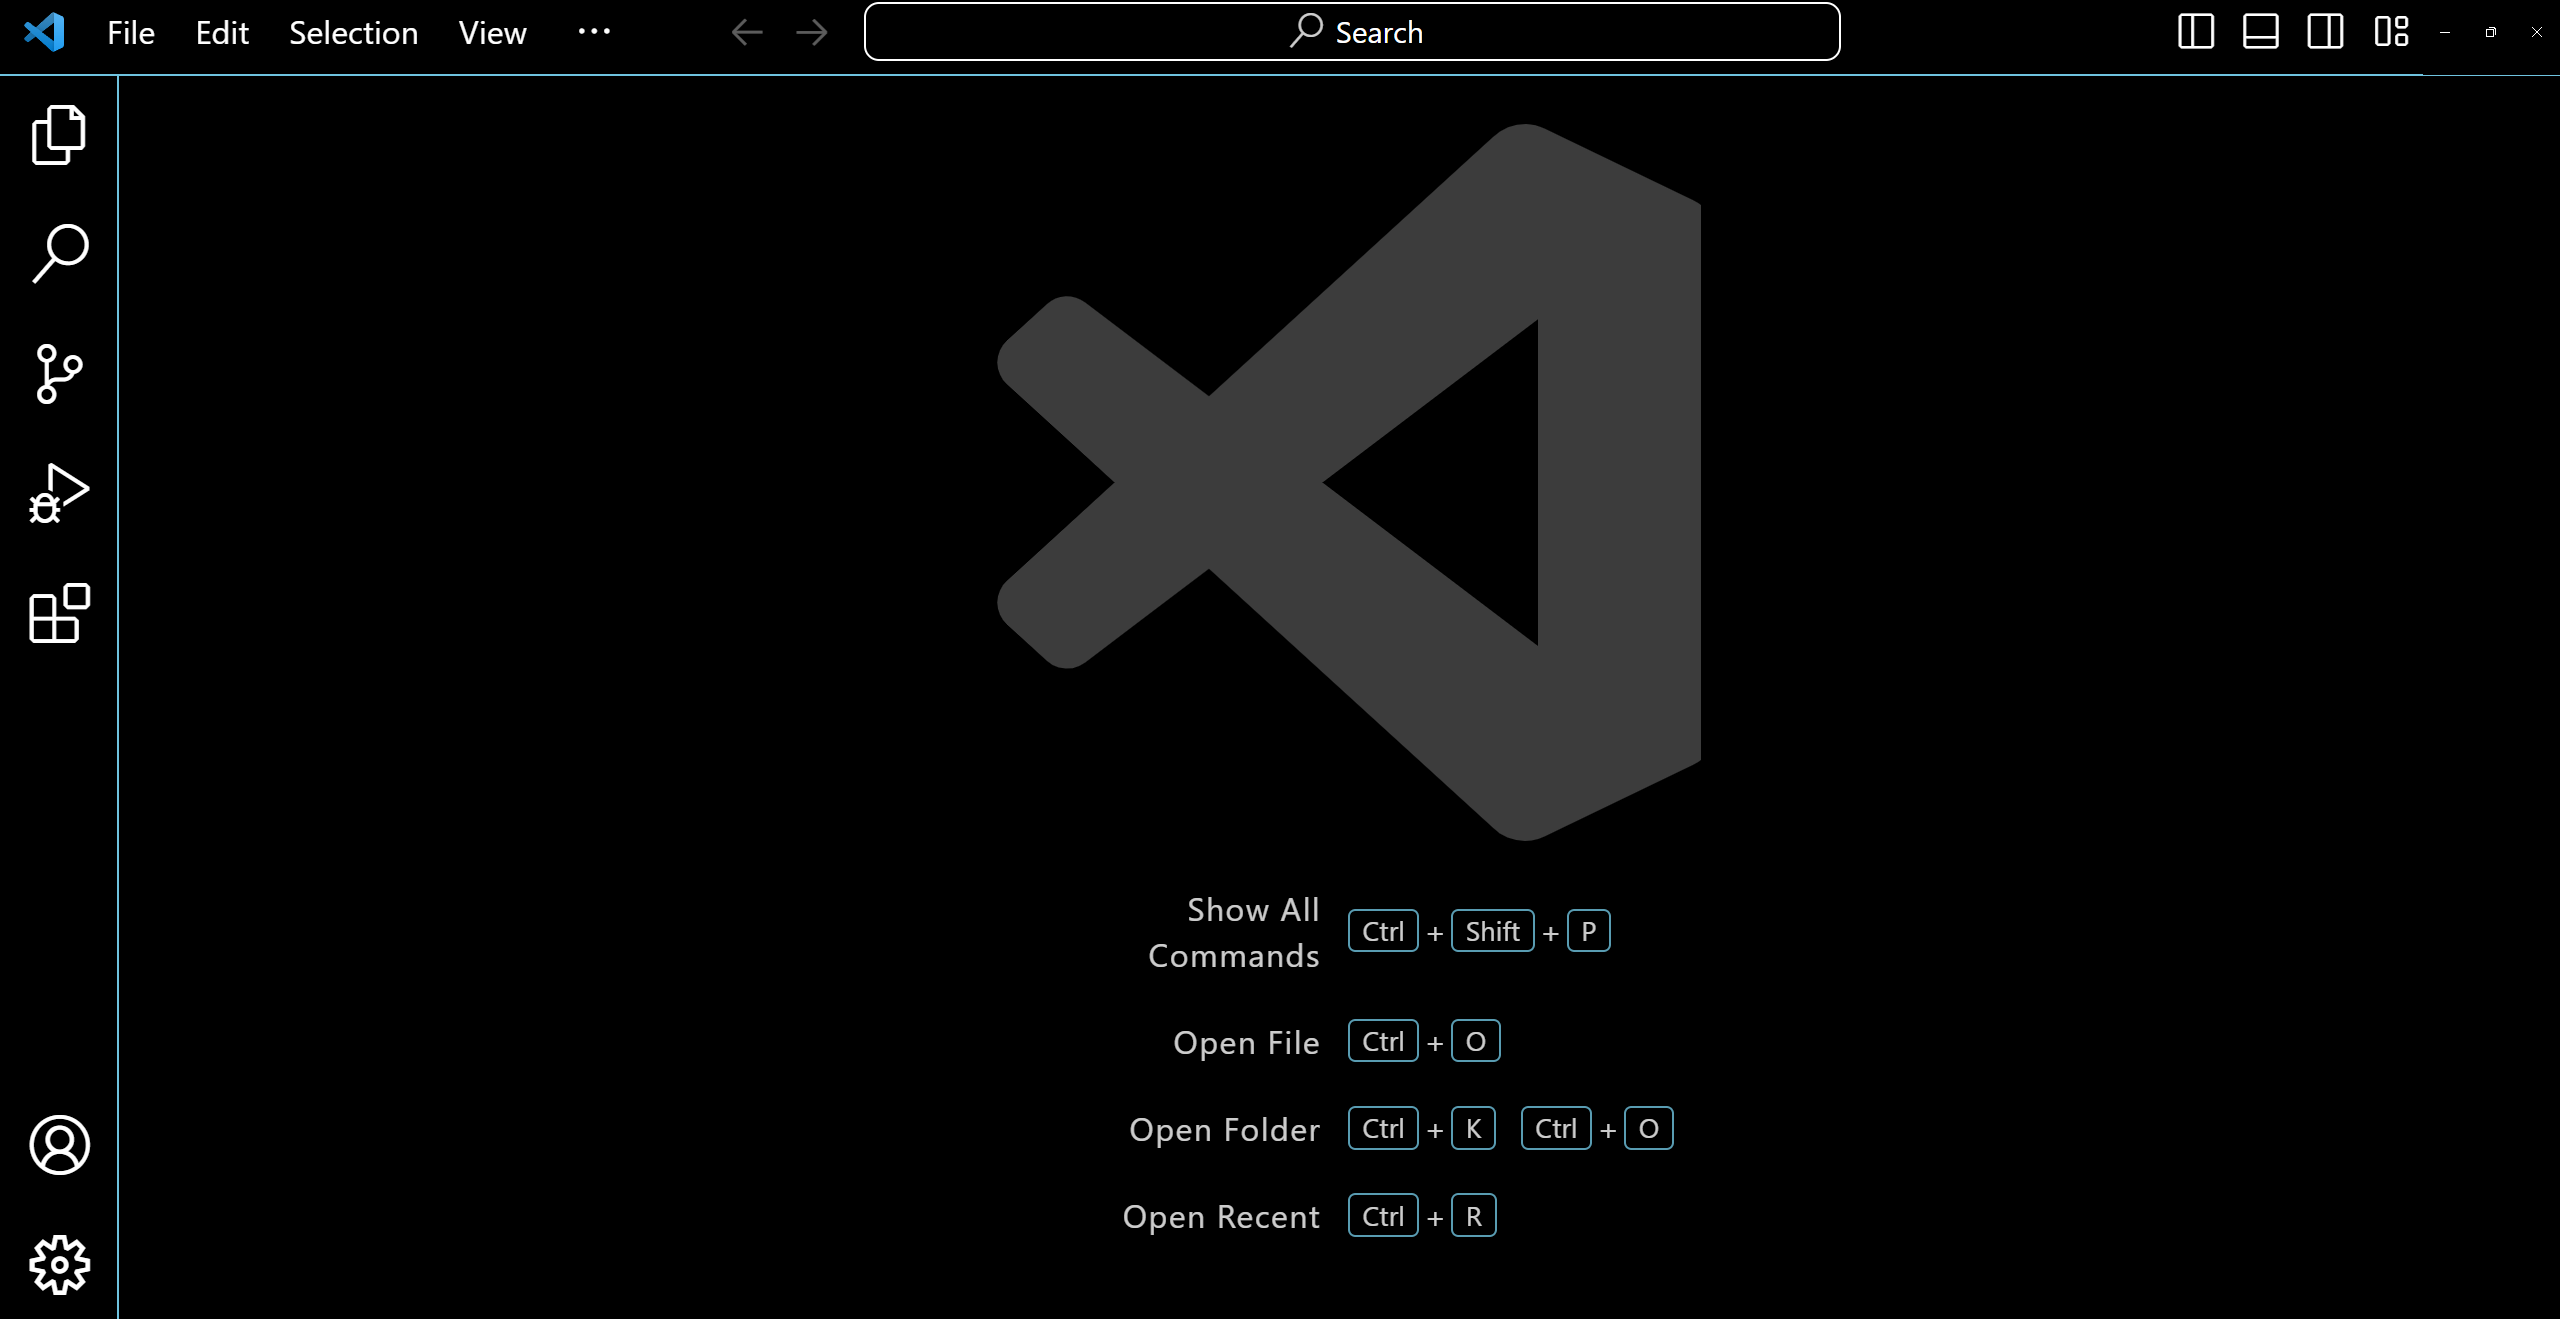 File Edit Selection View ··· Search
Show All
Commands Ctrl + Shift + P
Open File Ctrl + O
Open Folder Ctrl + K Ctrl + O
Open Recent Ctrl + R